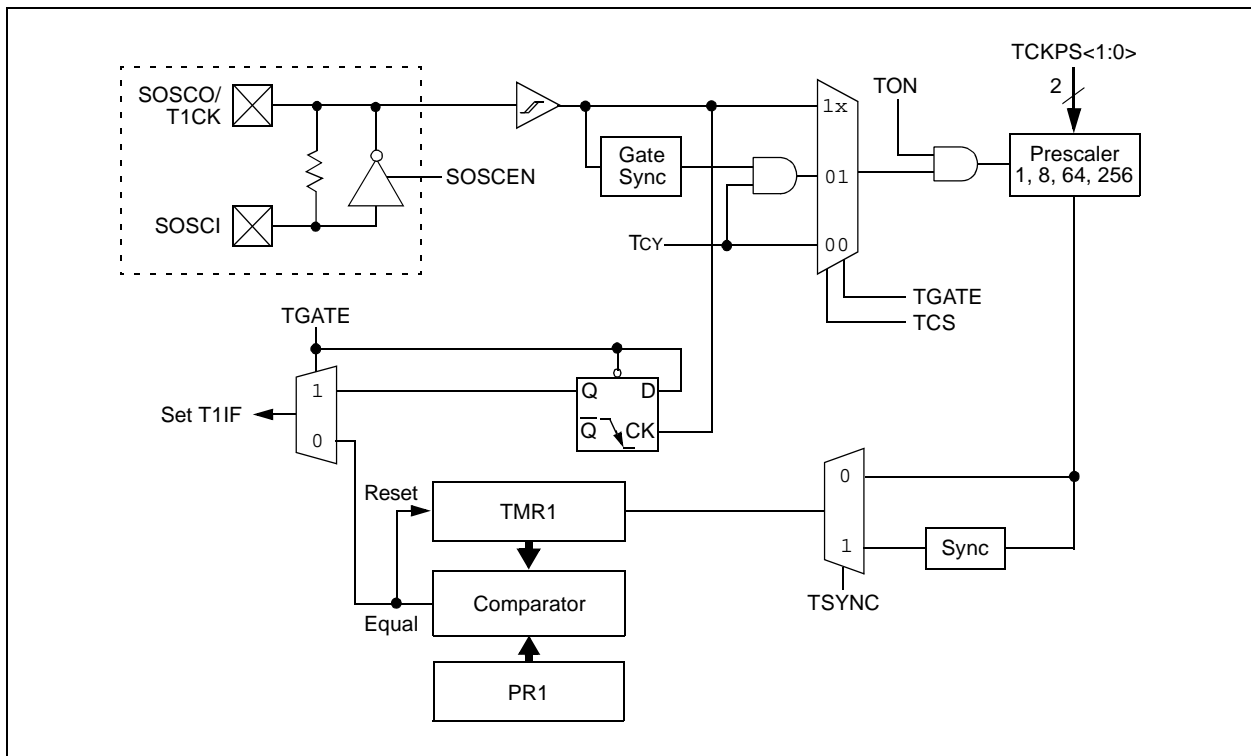 TCKPS<1:0>
SOSCO/
T1CK
TON
2
1x
Gate
Sync
Prescaler
1, 8, 64, 256
SOSCEN
01
SOSCI
TCY
00
TGATE
TCS
TGATE
1
Q
D
Set T1IF
Q
CK
0
Reset
TMR1
0
1
Sync
Comparator
TSYNC
Equal
PR1